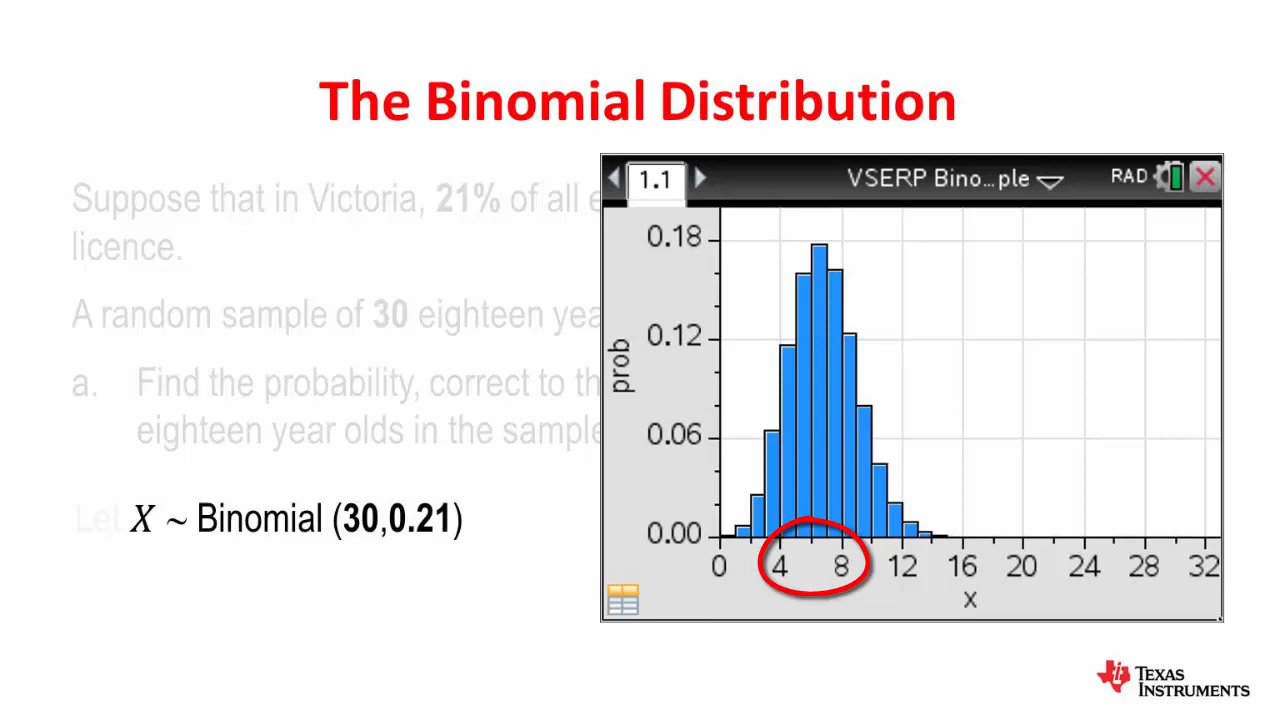 The Binomial Distribution
Suppose that in Victoria, 21% of all e
licence.
A random sample of 30 eighteen yea
a. Find the probability, correct to th
eighteen year olds in the sample
Let X ~ Binomial (30,0.21)
1.1 VSERP Bino...ple RAD
0.18
0.12
0.06
0.00
prob
0 4 8 12 16 20 24 28 32
x
TEXAS
INSTRUMENTS